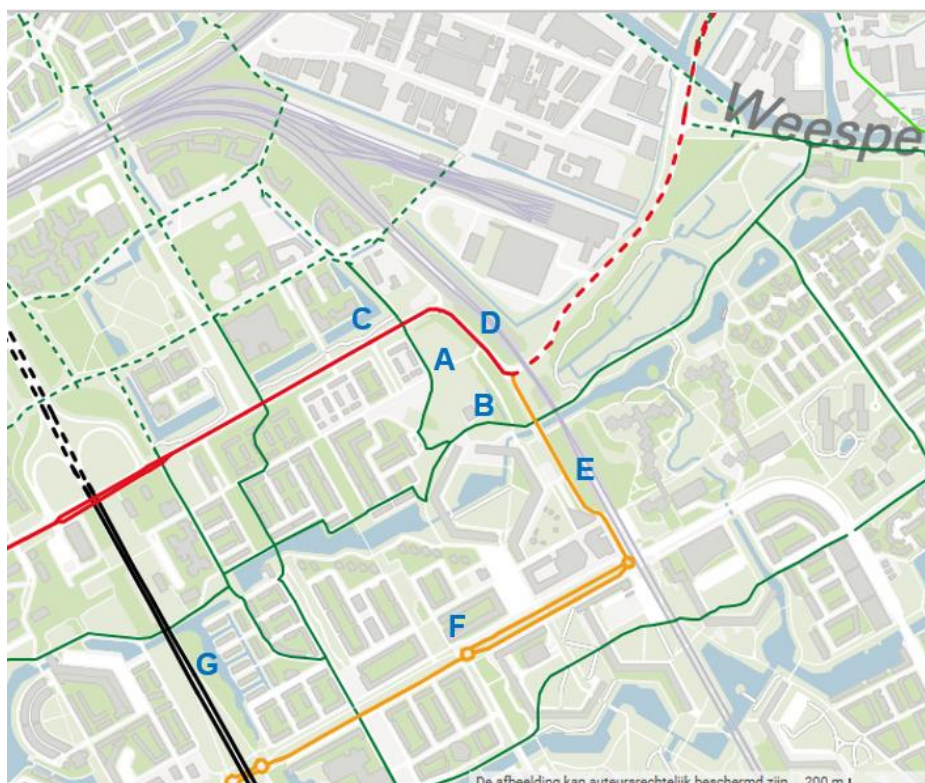 Weespe
C
D
A
B
E
F
G
De afbeelding kan auteursrechtelijk beschermd zijn 200 m